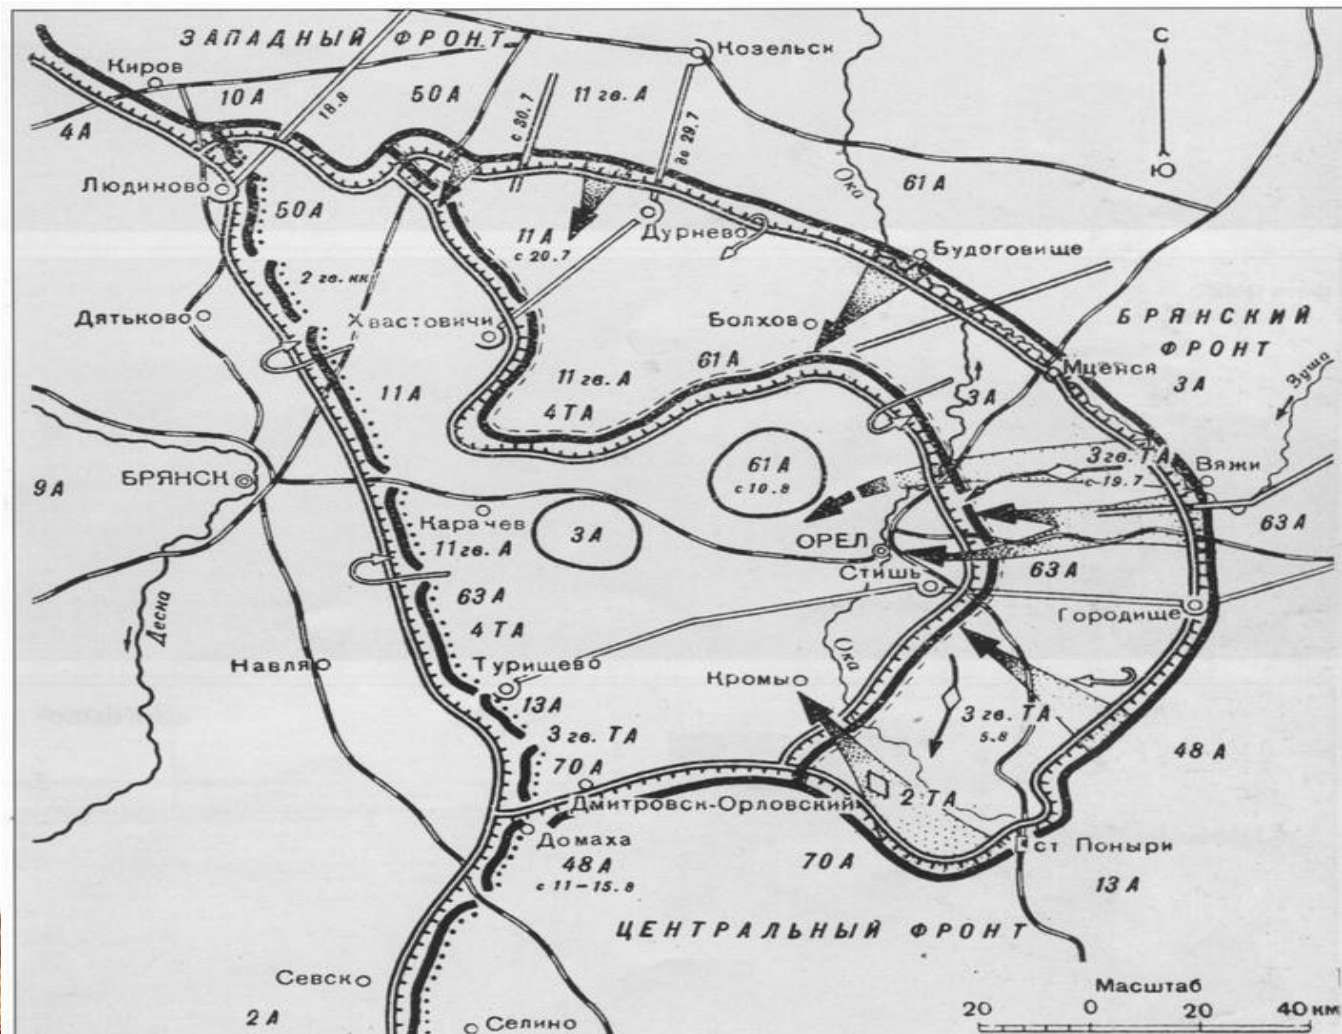 ЗАПАДНЫЙ ФРОНТ
Козельск
С
Киров
10 А
50 А
11 гв. А
18.8
с 30.7
до 29.7
4 А
Ю
Ока
61 А
Людиново
50 А
11 А
с 20.7
Дурнево
Будоговище
2 гв. кк
Дятьково
Хвастовичи
Болхов
БРЯНСКИЙ
ФРОНТ
3 А
Мценск
Зуша
61 А
11 гв. А
4 ТА
11 А
3 А
61 А
с 10.8
3 гв. ТА
с 19.7
Вяжи
БРЯНСК
9 А
Карачев
11 гв. А
3 А
ОРЕЛ
63 А
Стишь
63 А
63 А
4 ТА
Городище
Десна
Навля
Турищево
Ока
Кромы
13 А
3 гв. ТА
3 гв. ТА
5.8
48 А
70 А
Дмитровск-Орловский
2 ТА
Домаха
48 А
с 11-15.8
70 А
ст Поныри
13 А
ЦЕНТРАЛЬНЫЙ ФРОНТ
Севск
Масштаб
2 А
Селино
20 0 20 40 км